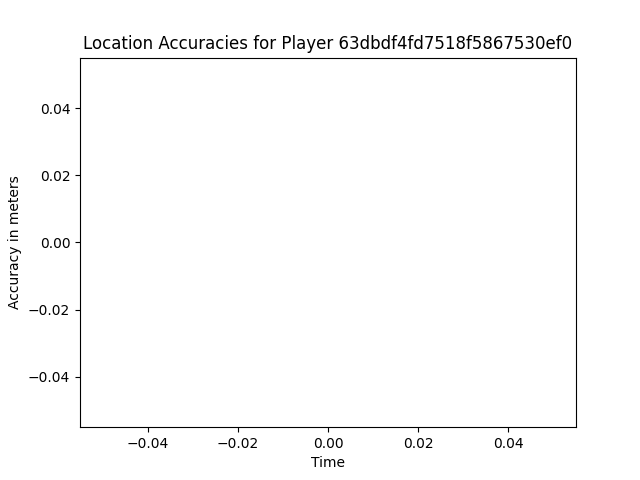 Location Accuracies for Player 63dbdf4fd7518f5867530ef0
0.04
0.02
0.00
−0.02
−0.04
Accuracy in meters
−0.04 −0.02 0.00 0.02 0.04
Time